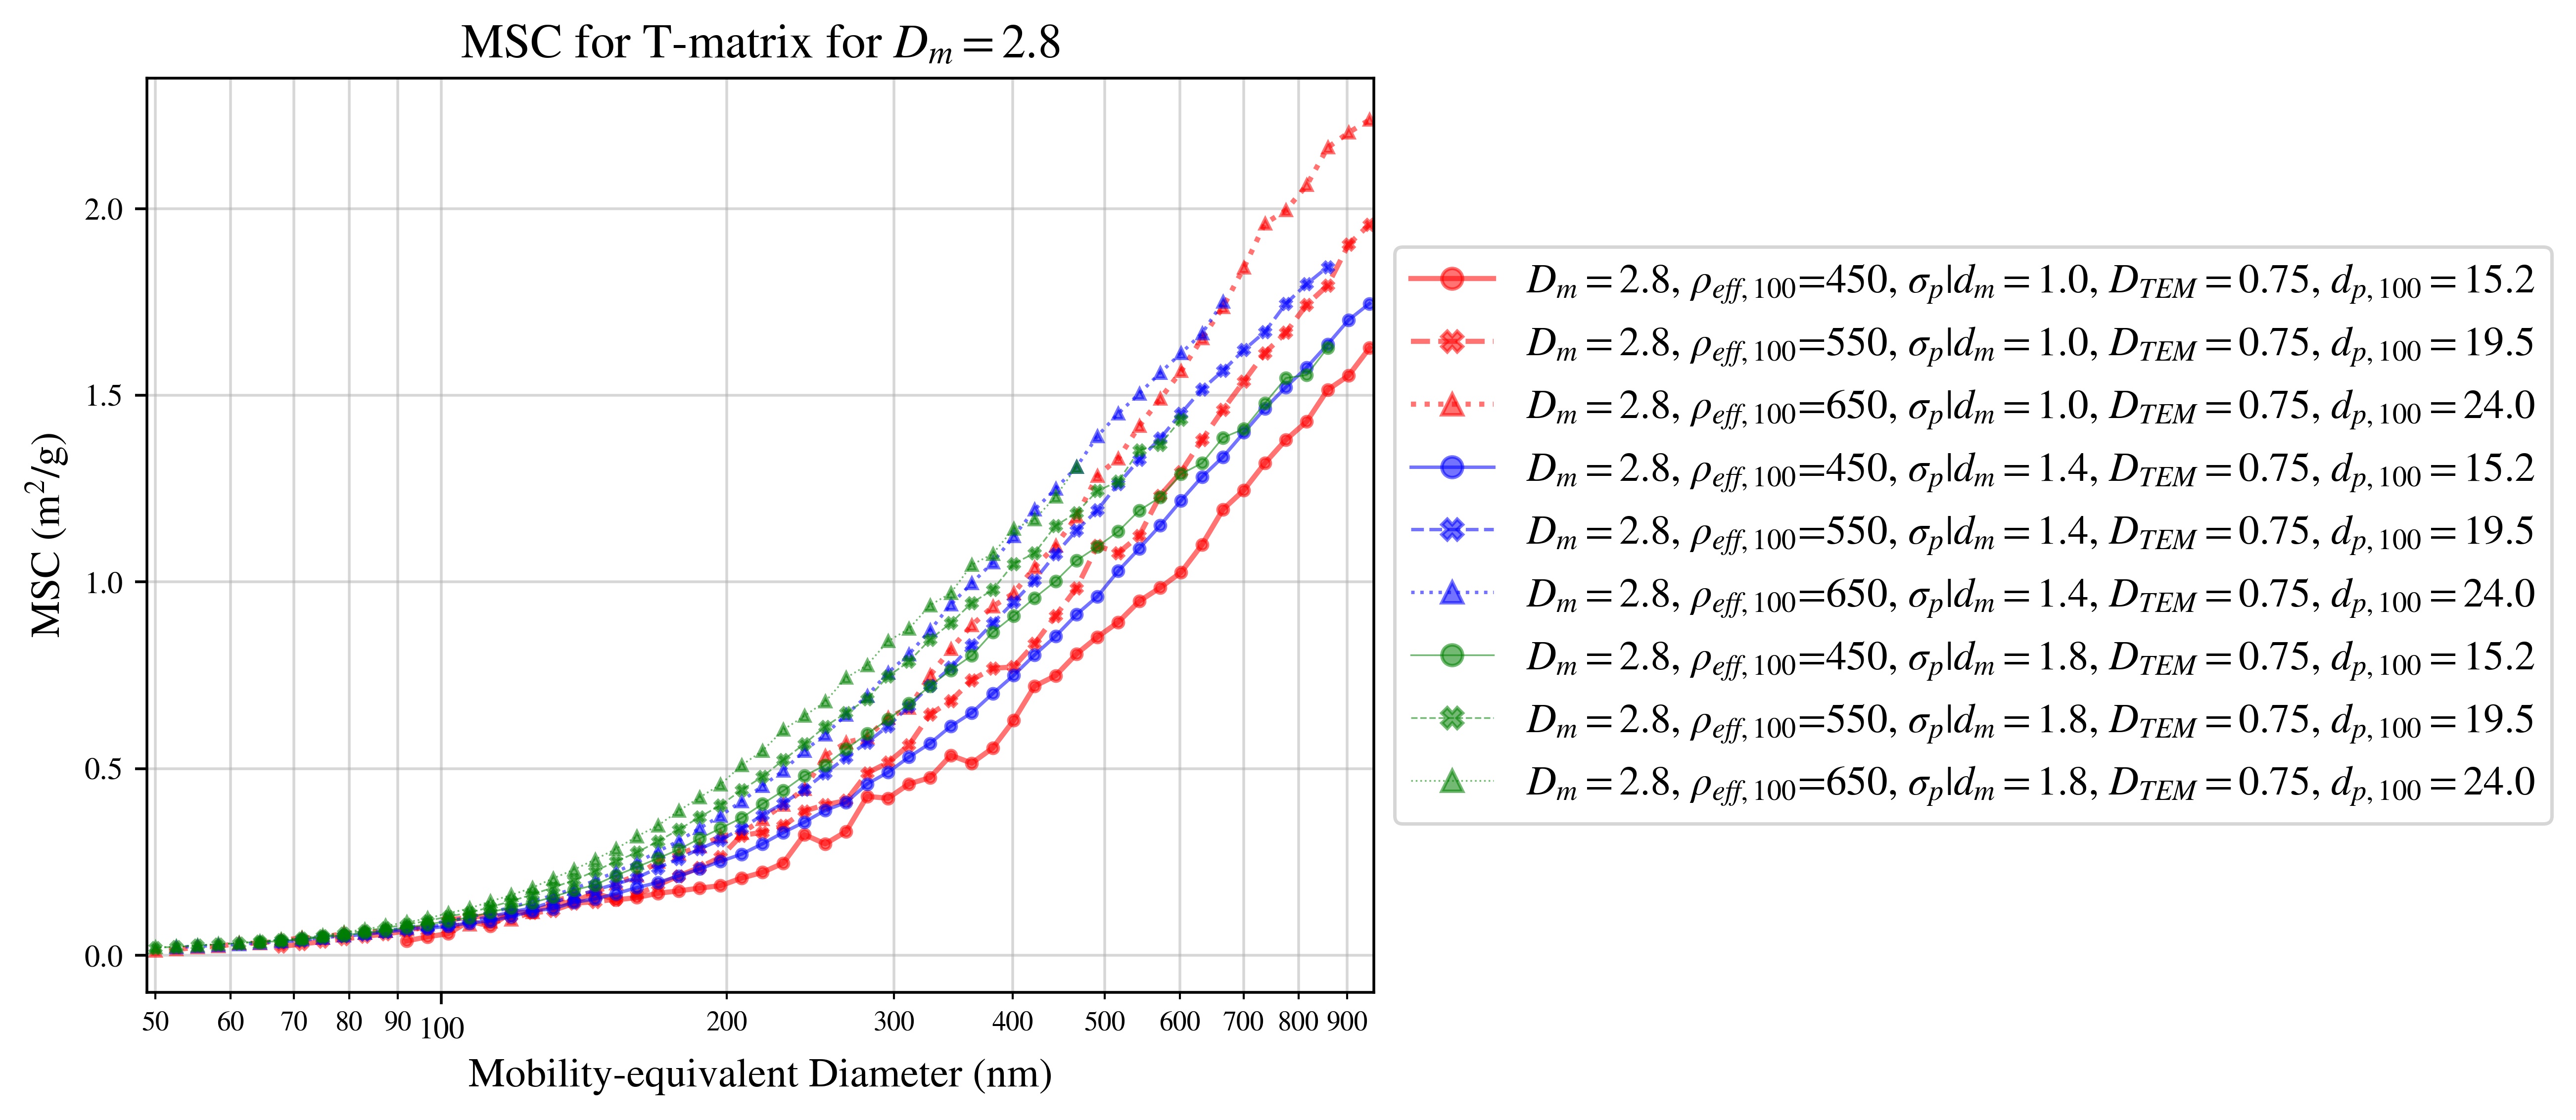 MSC for T-matrix for Dₘ = 2.8
MSC (m²/g)
2.0
1.5
1.0
0.5
0.0
50 60 70 80 90 100 200 300 400 500 600 700 800 900
Mobility-equivalent Diameter (nm)
D_m = 2.8, ρ_eff,100=450, σ_p|d_m = 1.0, D_TEM = 0.75, d_p,100 = 15.2
D_m = 2.8, ρ_eff,100=550, σ_p|d_m = 1.0, D_TEM = 0.75, d_p,100 = 19.5
D_m = 2.8, ρ_eff,100=650, σ_p|d_m = 1.0, D_TEM = 0.75, d_p,100 = 24.0
D_m = 2.8, ρ_eff,100=450, σ_p|d_m = 1.4, D_TEM = 0.75, d_p,100 = 15.2
D_m = 2.8, ρ_eff,100=550, σ_p|d_m = 1.4, D_TEM = 0.75, d_p,100 = 19.5
D_m = 2.8, ρ_eff,100=650, σ_p|d_m = 1.4, D_TEM = 0.75, d_p,100 = 24.0
D_m = 2.8, ρ_eff,100=450, σ_p|d_m = 1.8, D_TEM = 0.75, d_p,100 = 15.2
D_m = 2.8, ρ_eff,100=550, σ_p|d_m = 1.8, D_TEM = 0.75, d_p,100 = 19.5
D_m = 2.8, ρ_eff,100=650, σ_p|d_m = 1.8, D_TEM = 0.75, d_p,100 = 24.0